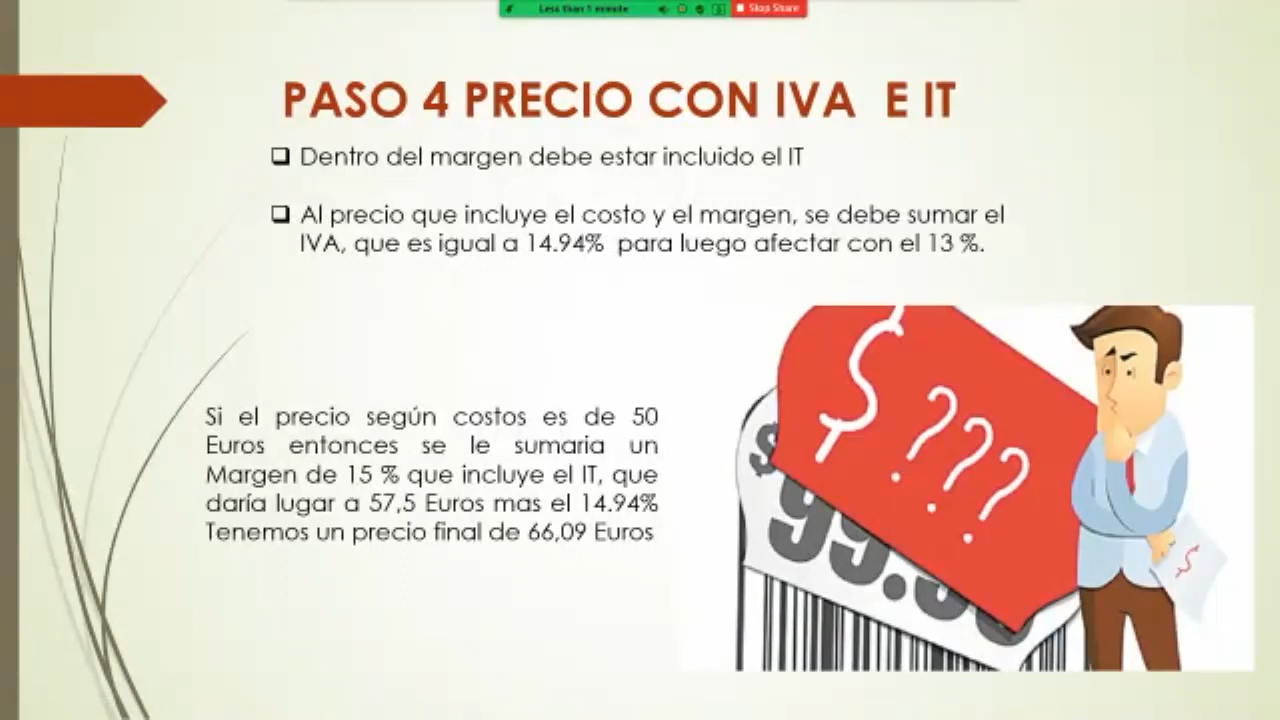 Less than 1 minute
Stop Share
PASO 4 PRECIO CON IVA E IT
Dentro del margen debe estar incluido el IT
Al precio que incluye el costo y el margen, se debe sumar el
IVA, que es igual a 14.94% para luego afectar con el 13 %.
Si el precio según costos es de 50
Euros entonces se le sumaria un
Margen de 15 % que incluye el IT, que
daría lugar a 57,5 Euros mas el 14.94%
Tenemos un precio final de 66,09 Euros
$ ???
$
99.
$